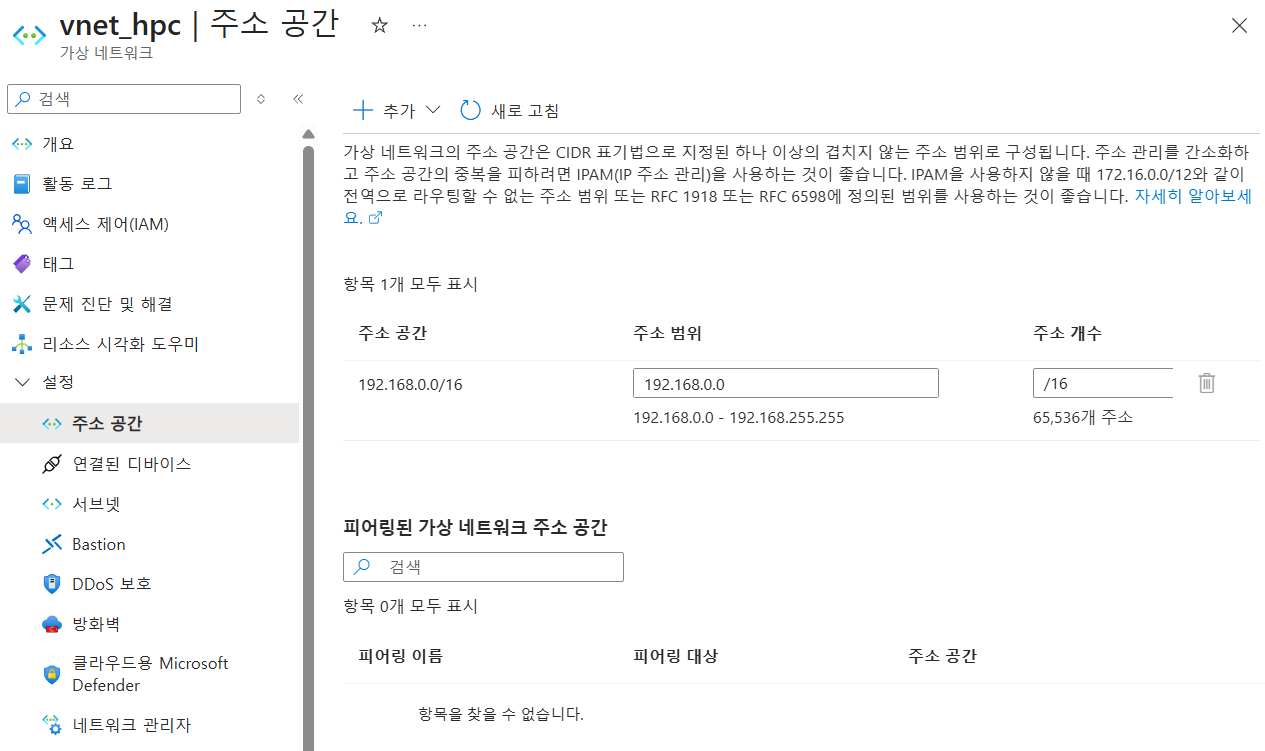 vnet_hpc | 주소 공간
가상 네트워크
검색
개요
활동 로그
액세스 제어(IAM)
태그
문제 진단 및 해결
리소스 시각화 도우미
설정
주소 공간
연결된 디바이스
서브넷
Bastion
DDoS 보호
방화벽
클라우드용 Microsoft
Defender
네트워크 관리자
추가
새로 고침
가상 네트워크의 주소 공간은 CIDR 표기법으로 지정된 하나 이상의 겹치지 않는 주소 범위로 구성됩니다. 주소 관리를 간소화하
고 주소 공간의 중복을 피하려면 IPAM(IP 주소 관리)을 사용하는 것이 좋습니다. IPAM을 사용하지 않을 때 172.16.0.0/12와 같이
전역으로 라우팅할 수 없는 주소 범위 또는 RFC 1918 또는 RFC 6598에 정의된 범위를 사용하는 것이 좋습니다. 자세히 알아보세
요.
항목 1개 모두 표시
주소 공간 주소 범위 주소 개수
192.168.0.0/16 192.168.0.0 /16
192.168.0.0 - 192.168.255.255 65,536개 주소
피어링된 가상 네트워크 주소 공간
검색
항목 0개 모두 표시
피어링 이름 피어링 대상 주소 공간
항목을 찾을 수 없습니다.